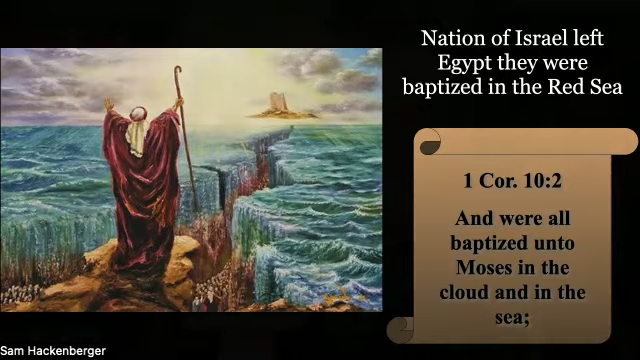 Nation of Israel left
Egypt they were
baptized in the Red Sea
1 Cor. 10:2
And were all
baptized unto
Moses in the
cloud and in the
sea;
Sam Hackenberger